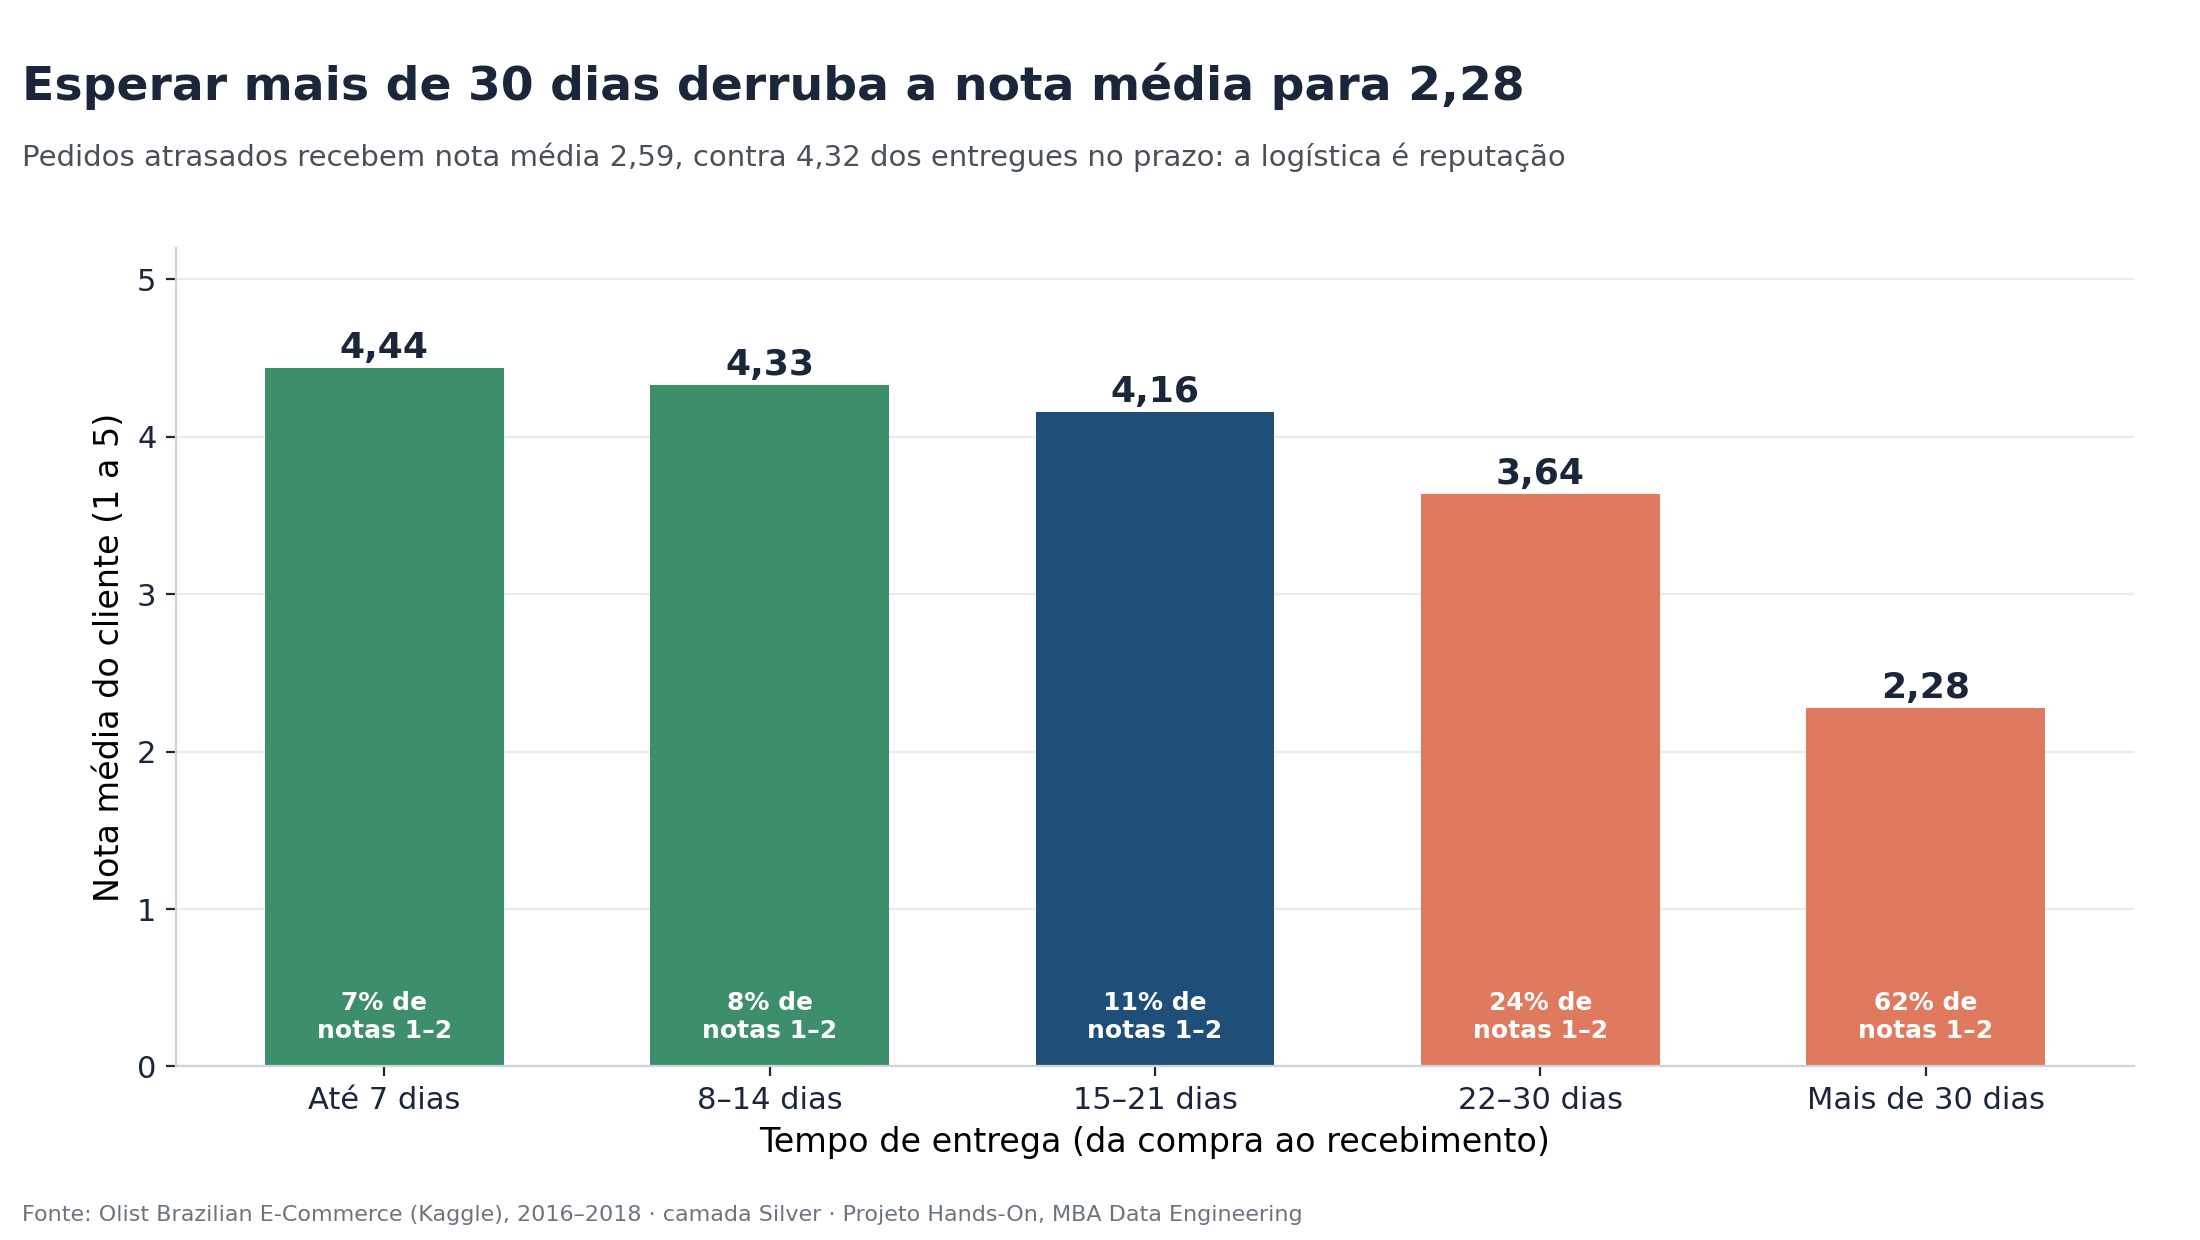 Esperar mais de 30 dias derruba a nota média para 2,28
Pedidos atrasados recebem nota média 2,59, contra 4,32 dos entregues no prazo: a logística é reputação
Nota média do cliente (1 a 5)
5
4
3
2
1
0
4,44
4,33
4,16
3,64
2,28
7% de
notas 1–2
8% de
notas 1–2
11% de
notas 1–2
24% de
notas 1–2
62% de
notas 1–2
Até 7 dias
8–14 dias
15–21 dias
22–30 dias
Mais de 30 dias
Tempo de entrega (da compra ao recebimento)
Fonte: Olist Brazilian E-Commerce (Kaggle), 2016–2018 · camada Silver · Projeto Hands-On, MBA Data Engineering